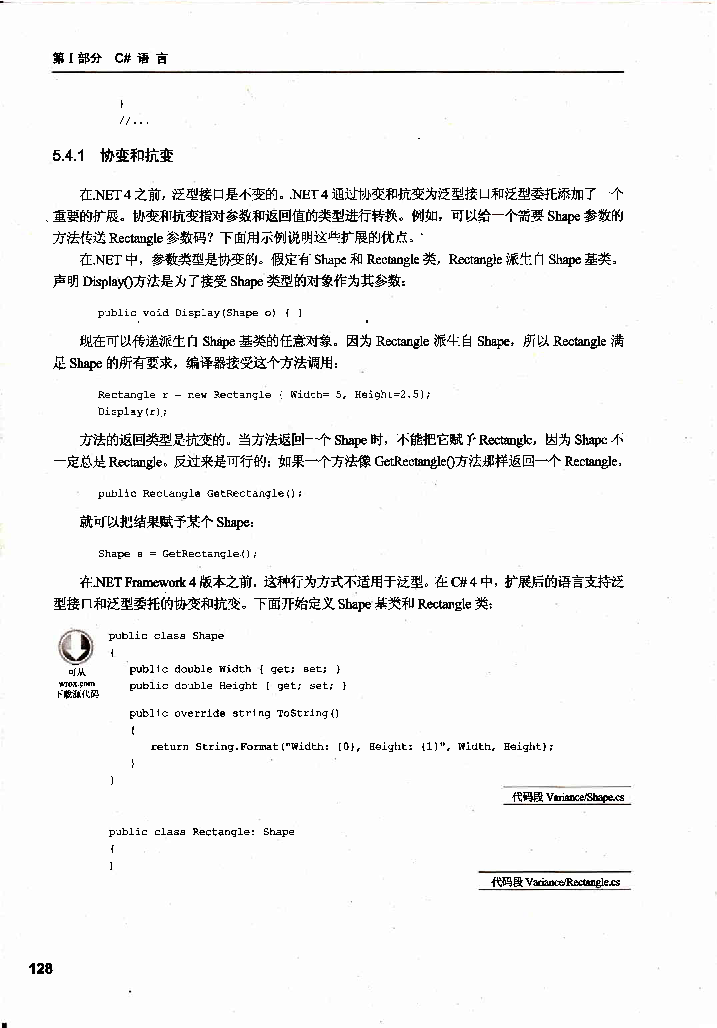 第 I 部分 C# 语 言
}
//...
5.4.1 协变和抗变
在.NET 4 之前，泛型接口是不变的。.NET 4 通过协变和抗变为泛型接口和泛型委托添加了一个
重要的扩展。协变和抗变指对参数和返回值的类型进行转换。例如，可以给一个需要 Shape 参数的
方法传送 Rectangle 参数码？下面用示例说明这些扩展的优点。
在.NET 中，参数类型是协变的。假定有 Shape 和 Rectangle 类，Rectangle 派生自 Shape 基类。
声明 Display()方法是为了接受 Shape 类型的对象作为其参数：
public void Display(Shape o) { }
现在可以传递派生自 Shape 基类的任意对象。因为 Rectangle 派生自 Shape，所以 Rectangle 满
足 Shape 的所有要求，编译器接受这个方法调用：
Rectangle r = new Rectangle { Width= 5, Height=2.5};
Display(r);
方法的返回类型是抗变的。当方法返回一个 Shape 时，不能把它赋予 Rectangle，因为 Shape 不
一定总是 Rectangle。反过来是可行的：如果一个方法像 GetRectangle()方法那样返回一个 Rectangle，
public Rectangle GetRectangle();
就可以把结果赋予某个 Shape：
Shape s = GetRectangle();
在.NET Framework 4 版本之前，这种行为方式不适用于泛型。在 C# 4 中，扩展后的语言支持泛
型接口和泛型委托的协变和抗变。下面开始定义 Shape 基类和 Rectangle 类：
public class Shape
{
可从
public double Width { get; set; }
wrox.com
public double Height { get; set; }
下载源代码
public override string ToString()
{
return String.Format("Width: {0}, Height: {1}", Width, Height);
}
}
代码段 Variance/Shape.cs
public class Rectangle: Shape
{
}
代码段 Variance/Rectangle.cs
128